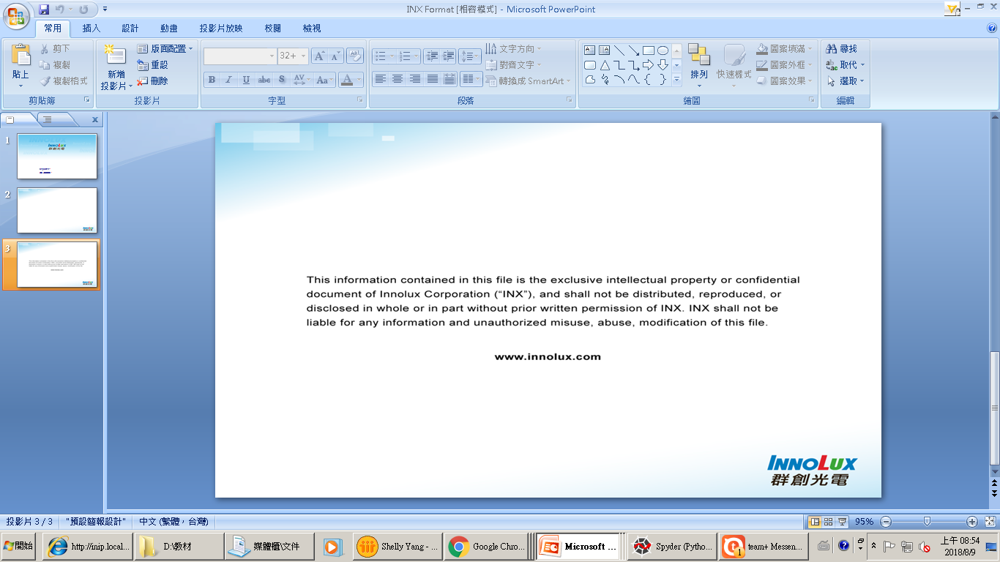 INX Format [相容模式] - Microsoft PowerPoint
常用 插入 設計 動畫 投影片放映 校閱 檢視
貼上 剪下 複製 複製格式 剪貼簿
新增投影片 版面配置 重設 刪除 投影片
32+ B I U abc S AV Aa A 字型
文字方向 對齊文字 轉換成 SmartArt 段落
排列 快速樣式 圖案填滿 圖案外框 圖案效果 繪圖
尋找 取代 選取 編輯
1
INNOLUX
群創光電
2
3
This information contained in this file is the exclusive intellectual property or confidential
document of Innolux Corporation (“INX”), and shall not be distributed, reproduced, or
disclosed in whole or in part without prior written permission of INX. INX shall not be
liable for any information and unauthorized misuse, abuse, modification of this file.
www.innolux.com
INNOLUX
群創光電
投影片 3 / 3 "預設簡報設計" 中文 (繁體，台灣) 95%
開始 http://inip.local... D:\教材 媒體櫃\文件 Shelly Yang - ... Google Chro... Microsoft ... Spyder (Pytho... team+ Messen... 上午 08:54
2018/8/9